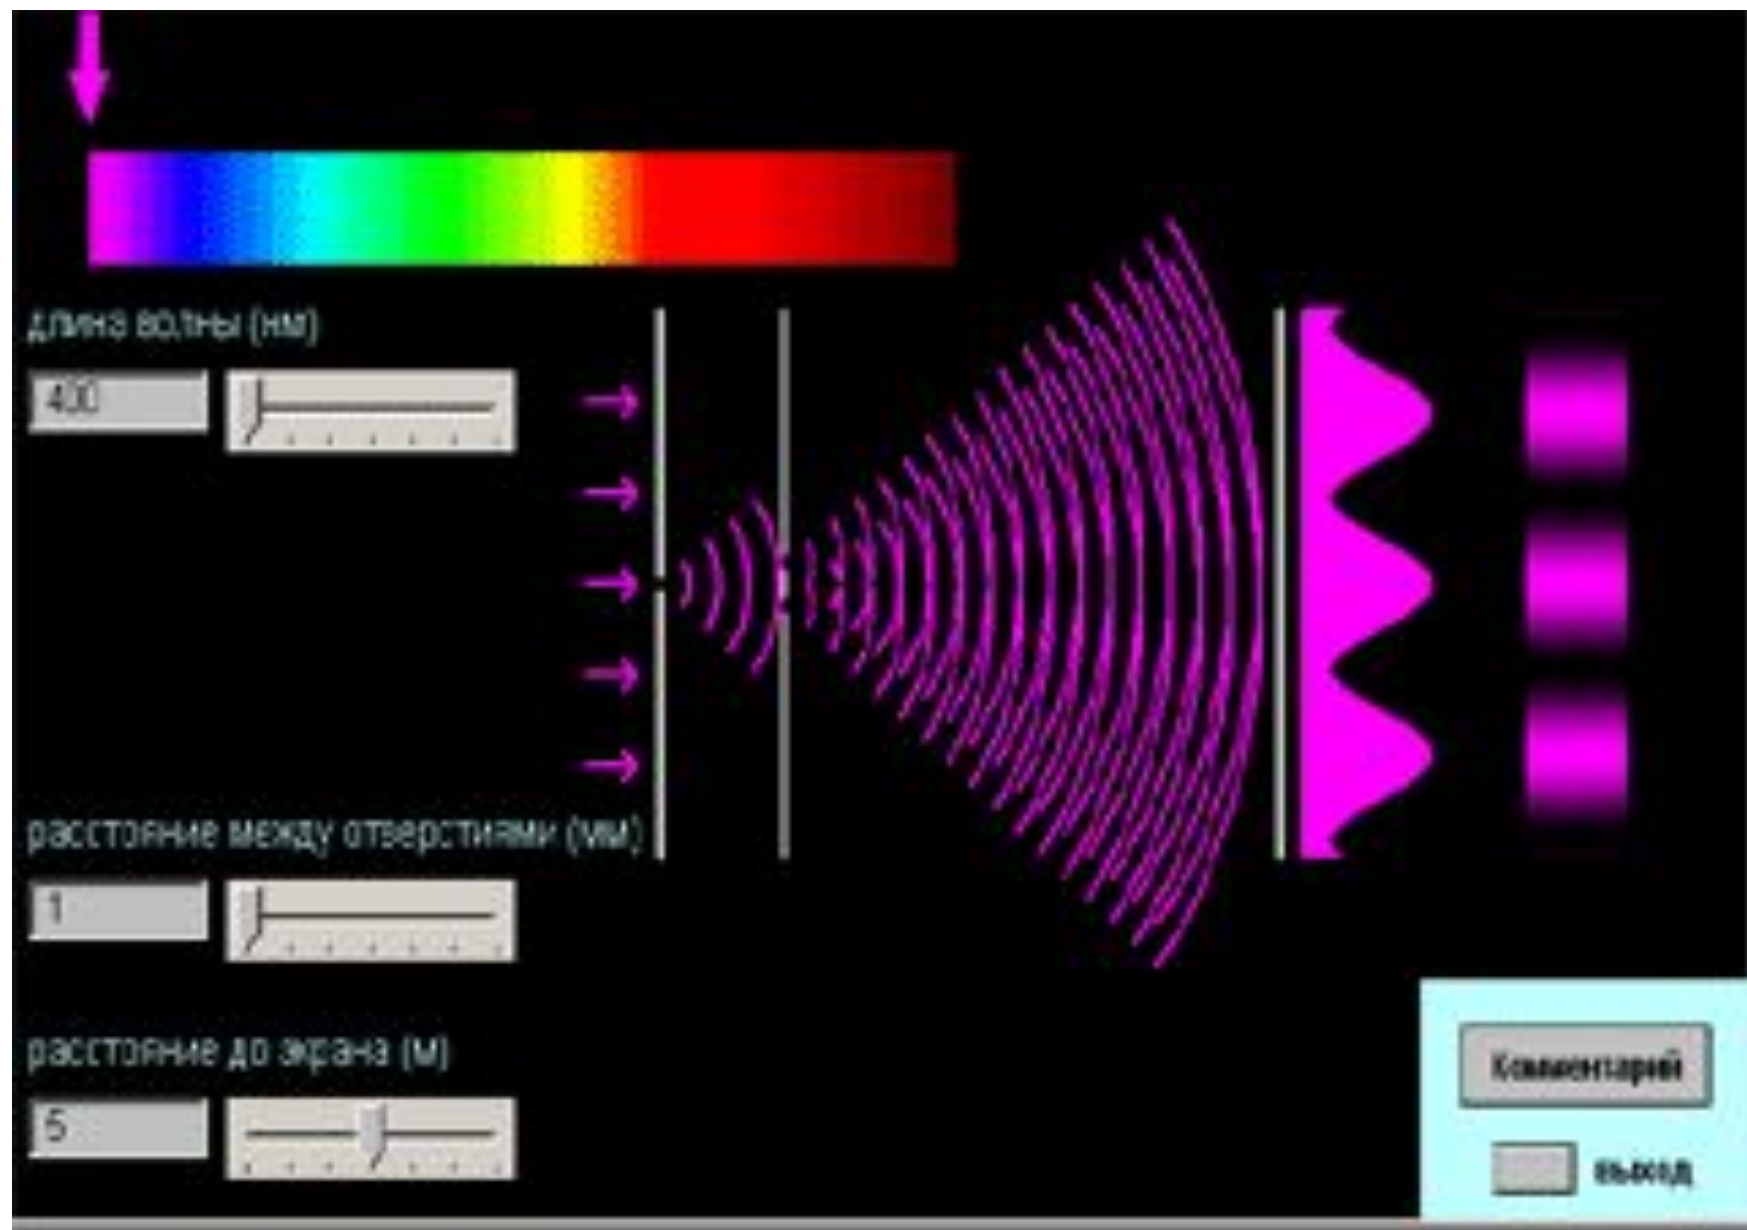 длина волны (нм)
400
расстояние между отверстиями (мм)
1
расстояние до экрана (м)
5
Комментарий
выход